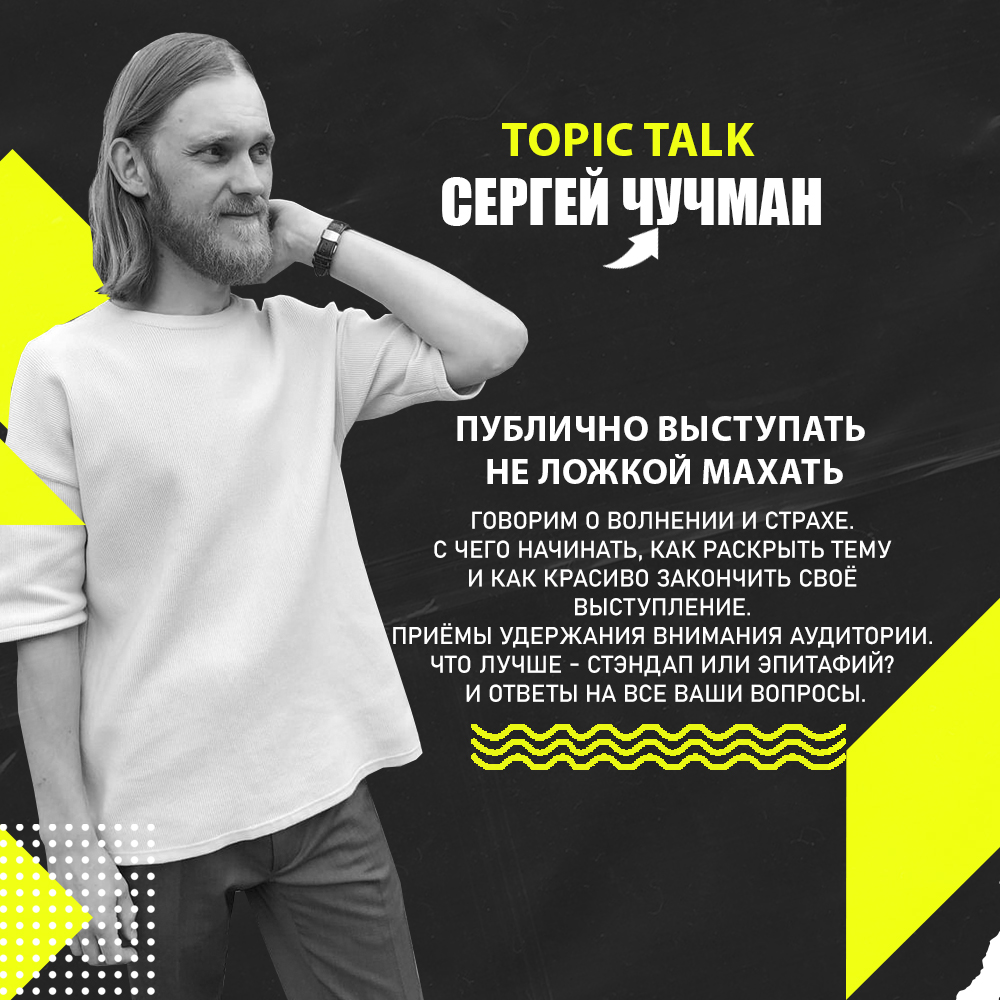 TOPIC TALK
СЕРГЕЙ ЧУЧМАН
ПУБЛИЧНО ВЫСТУПАТЬ
НЕ ЛОЖКОЙ МАХАТЬ
ГОВОРИМ О ВОЛНЕНИИ И СТРАХЕ.
С ЧЕГО НАЧИНАТЬ, КАК РАСКРЫТЬ ТЕМУ
И КАК КРАСИВО ЗАКОНЧИТЬ СВОЁ
ВЫСТУПЛЕНИЕ.
ПРИЁМЫ УДЕРЖАНИЯ ВНИМАНИЯ АУДИТОРИИ.
ЧТО ЛУЧШЕ - СТЭНДАП ИЛИ ЭПИТАФИЙ?
И ОТВЕТЫ НА ВСЕ ВАШИ ВОПРОСЫ.